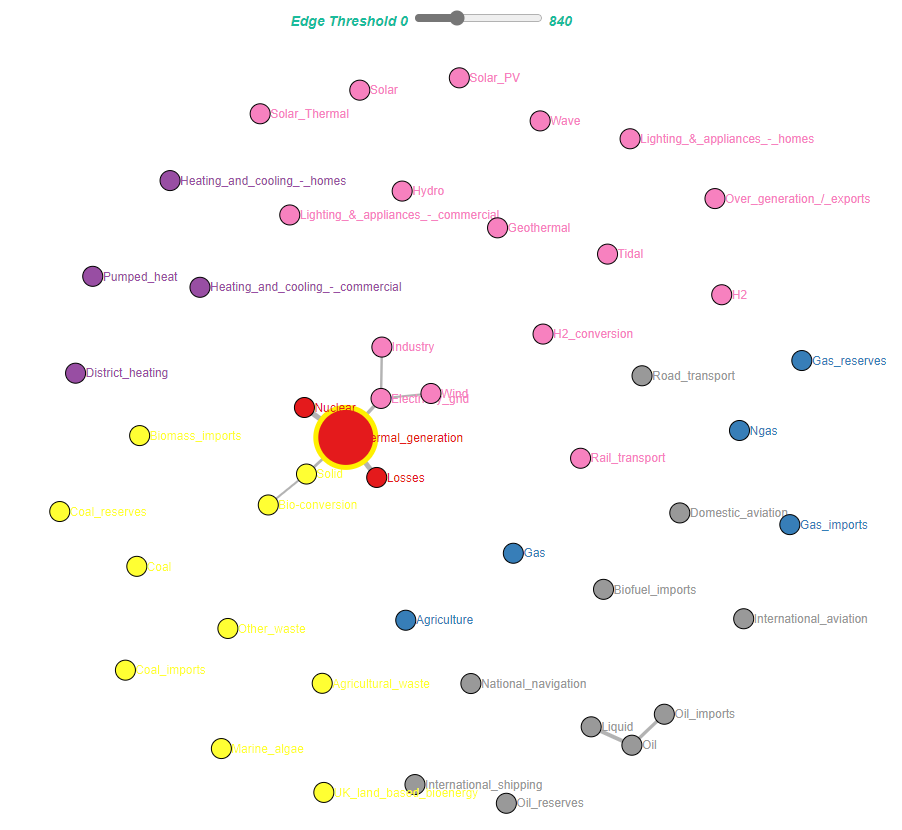 Edge Threshold 0 840
Solar_PV
Solar
Solar_Thermal
Wave
Lighting_&_appliances_-_homes
Heating_and_cooling_-_homes
Hydro
Over_generation_/_exports
Lighting_&_appliances_-_commercial
Geothermal
Tidal
Pumped_heat
Heating_and_cooling_-_commercial
H2
H2_conversion
Industry
Gas_reserves
District_heating
Road_transport
Wind
Electricity_grid
Nuclear
Ngas
Biomass_imports
ermal_generation
Rail_transport
Solid
Losses
Bio-conversion
Coal_reserves
Domestic_aviation
Gas_imports
Gas
Coal
Biofuel_imports
International_aviation
Agriculture
Other_waste
Coal_imports
Agricultural_waste
National_navigation
Oil_imports
Liquid
Oil
Marine_algae
International_shipping
UK_land_based_bioenergy
Oil_reserves